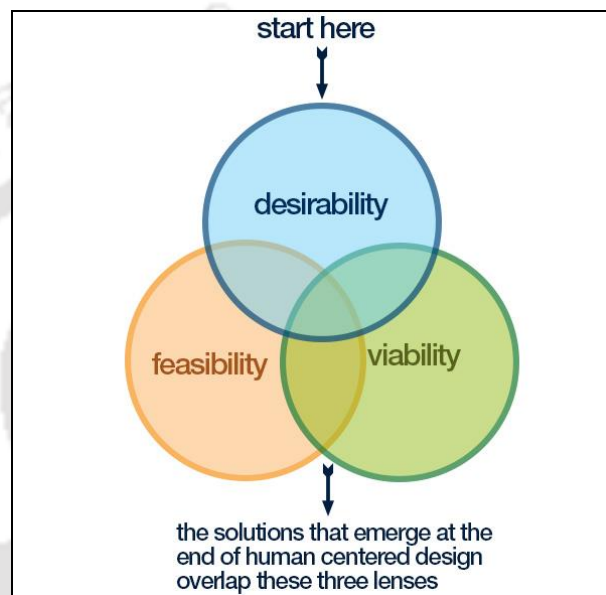 start here
desirability
feasibility
viability
the solutions that emerge at the
end of human centered design
overlap these three lenses